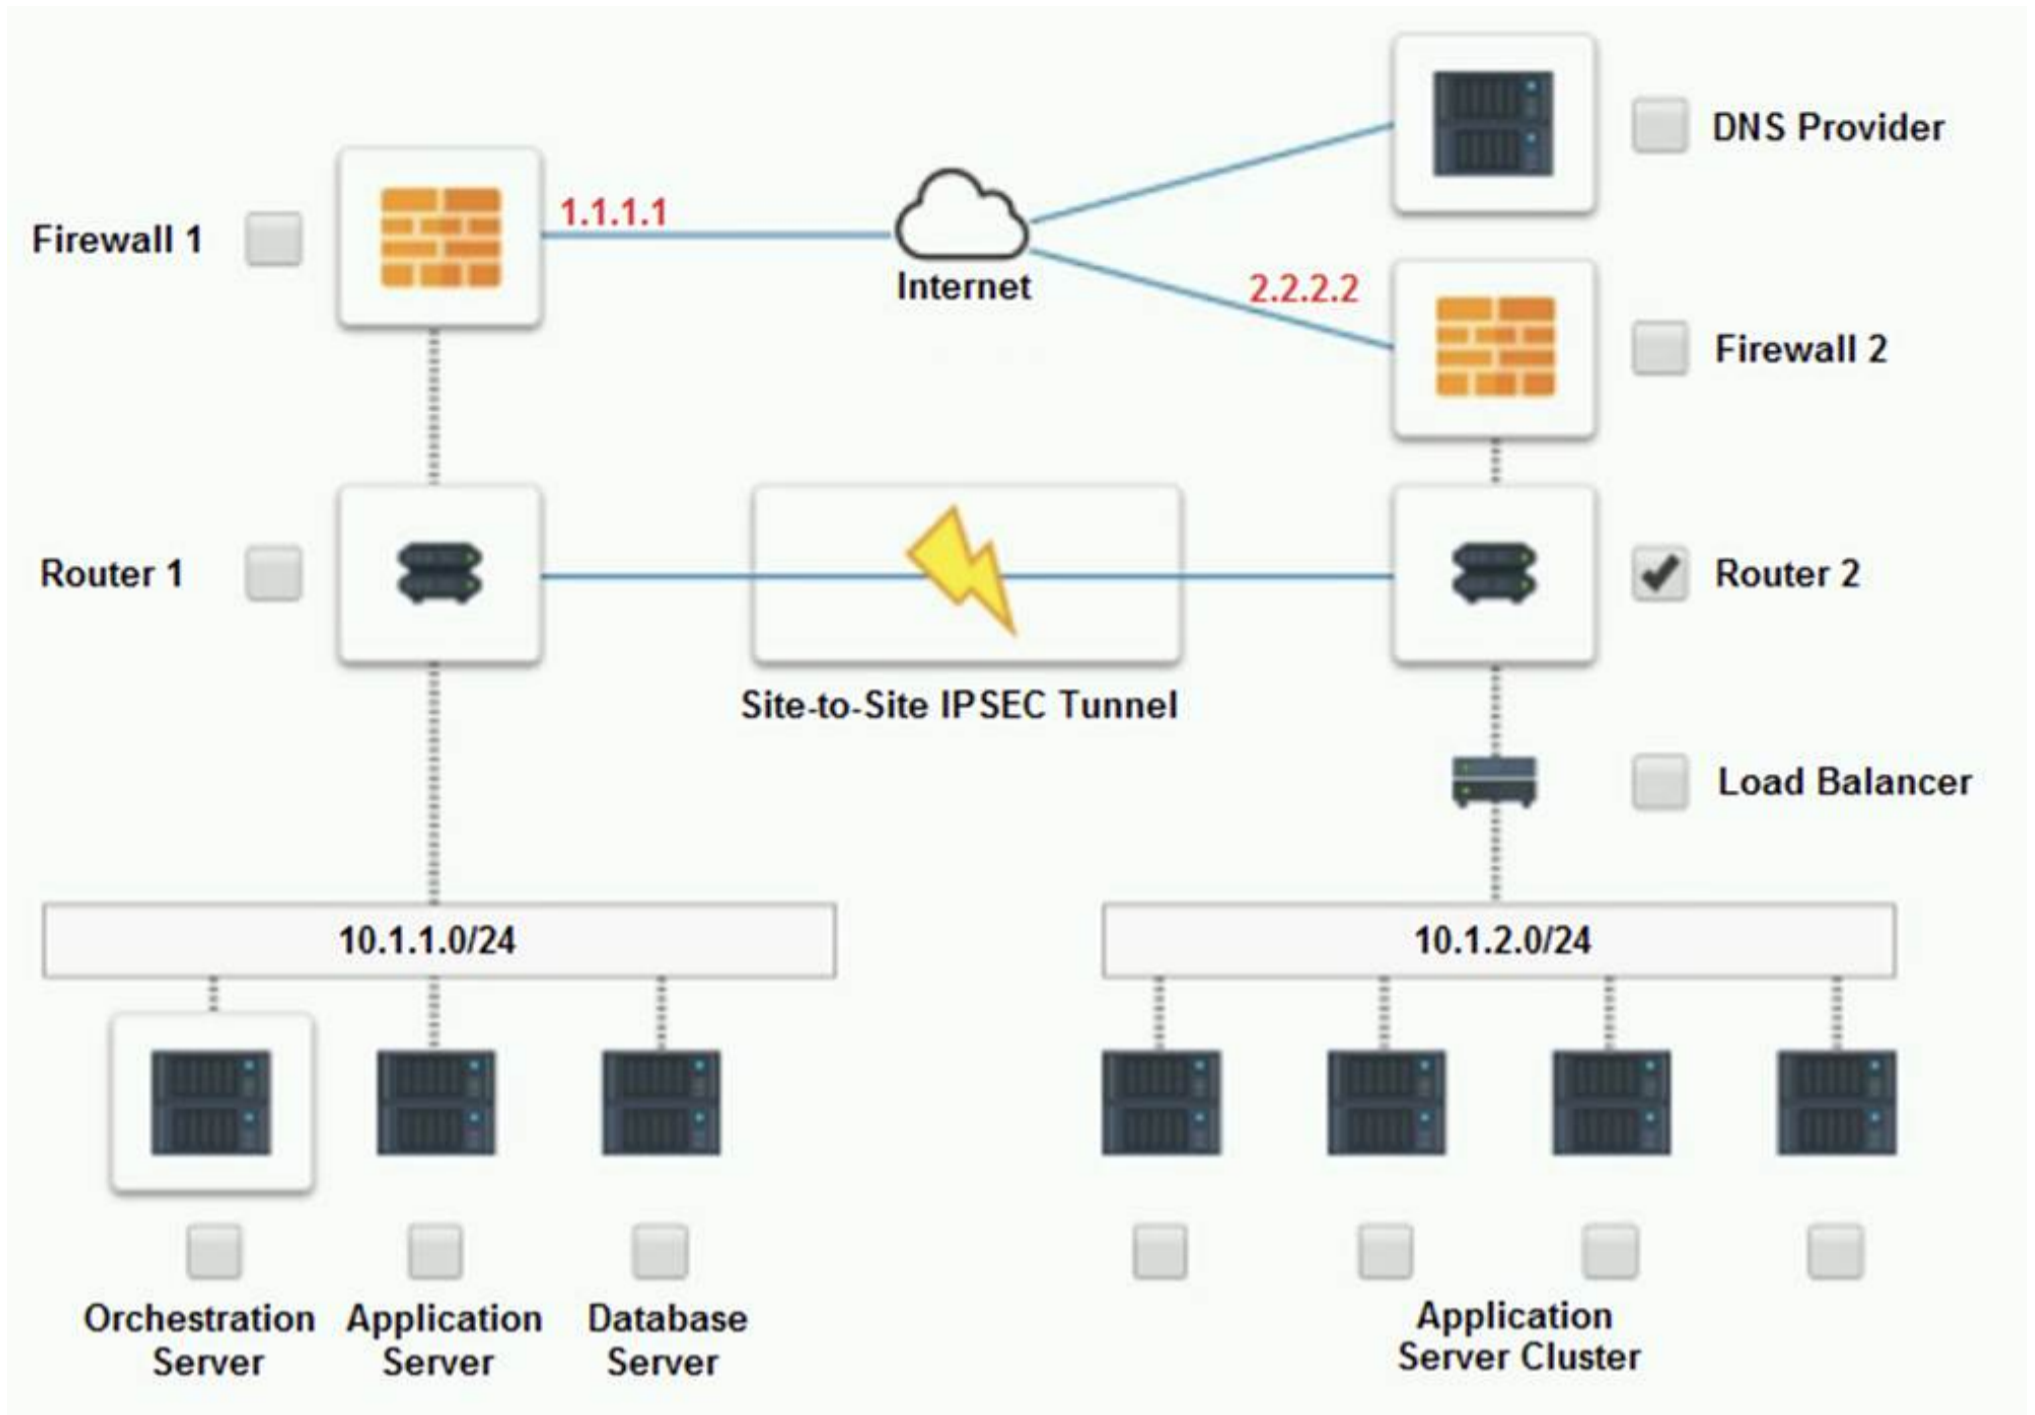 DNS Provider
Firewall 1
1.1.1.1
Internet
2.2.2.2
Firewall 2
Router 1
Router 2
Site-to-Site IPSEC Tunnel
Load Balancer
10.1.1.0/24
10.1.2.0/24
Orchestration
Server
Application
Server
Database
Server
Application
Server Cluster